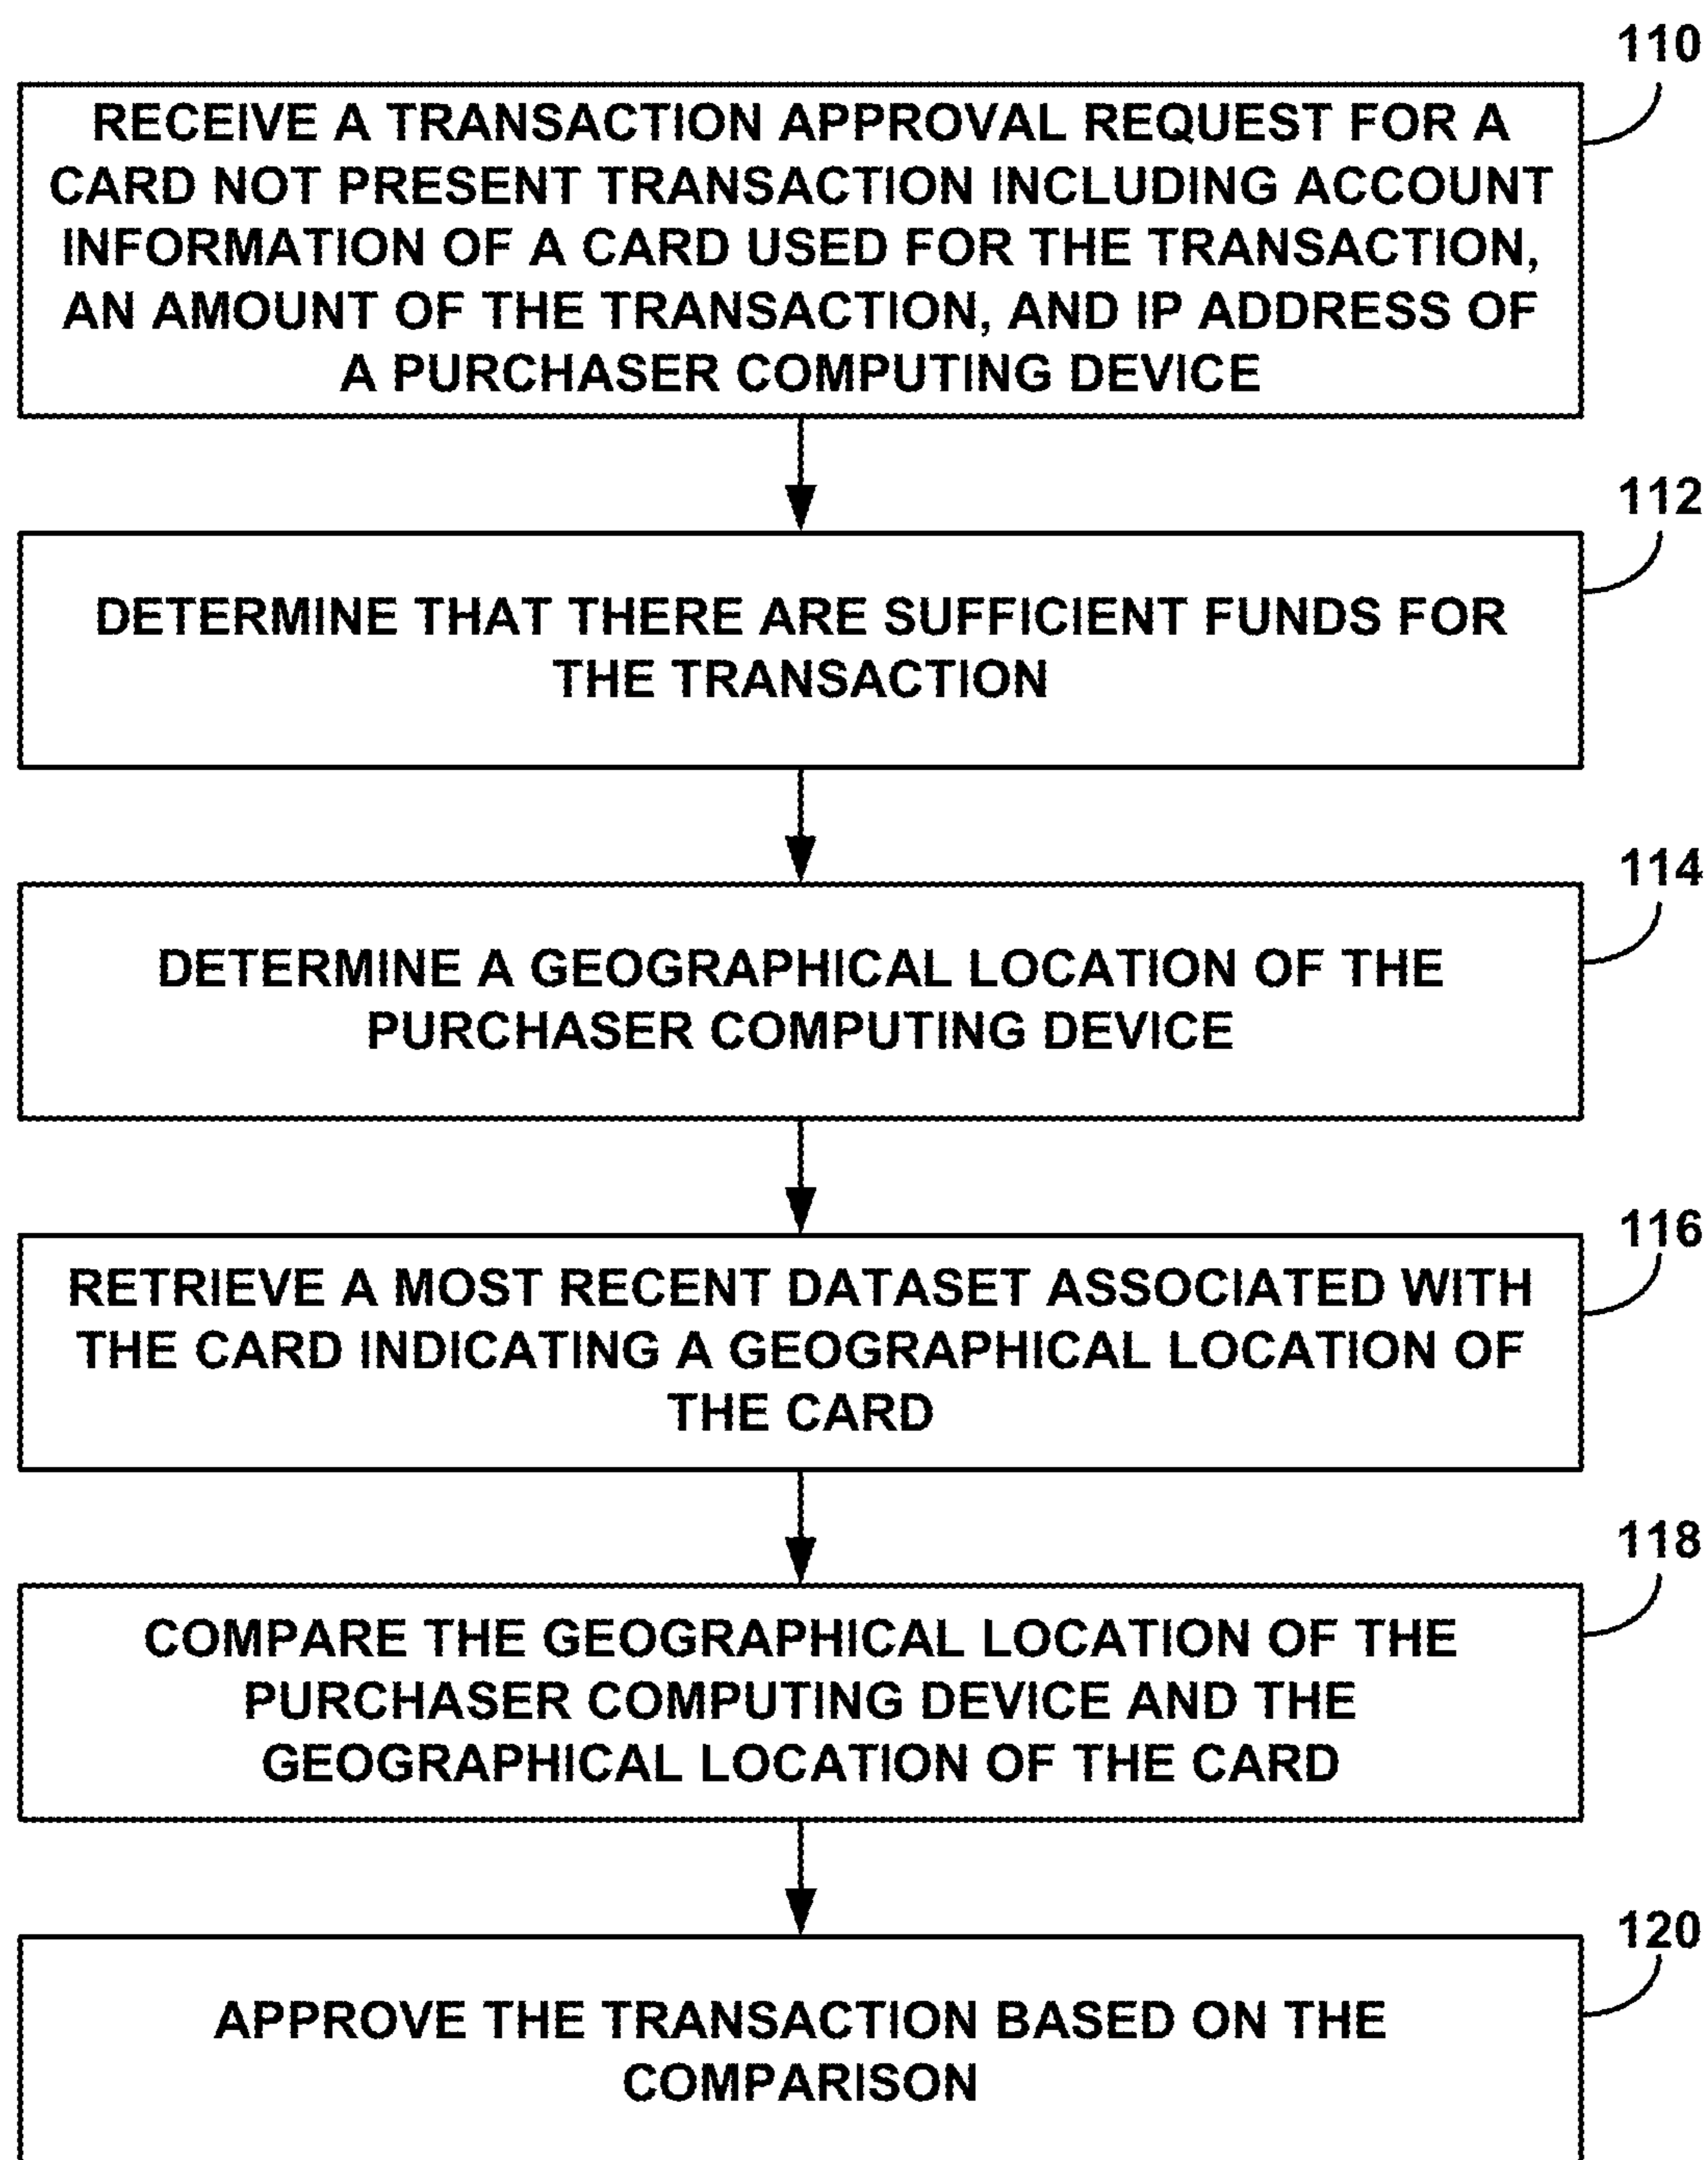 110
RECEIVE A TRANSACTION APPROVAL REQUEST FOR A
CARD NOT PRESENT TRANSACTION INCLUDING ACCOUNT
INFORMATION OF A CARD USED FOR THE TRANSACTION,
AN AMOUNT OF THE TRANSACTION, AND IP ADDRESS OF
A PURCHASER COMPUTING DEVICE
112
DETERMINE THAT THERE ARE SUFFICIENT FUNDS FOR
THE TRANSACTION
114
DETERMINE A GEOGRAPHICAL LOCATION OF THE
PURCHASER COMPUTING DEVICE
116
RETRIEVE A MOST RECENT DATASET ASSOCIATED WITH
THE CARD INDICATING A GEOGRAPHICAL LOCATION OF
THE CARD
118
COMPARE THE GEOGRAPHICAL LOCATION OF THE
PURCHASER COMPUTING DEVICE AND THE
GEOGRAPHICAL LOCATION OF THE CARD
120
APPROVE THE TRANSACTION BASED ON THE
COMPARISON